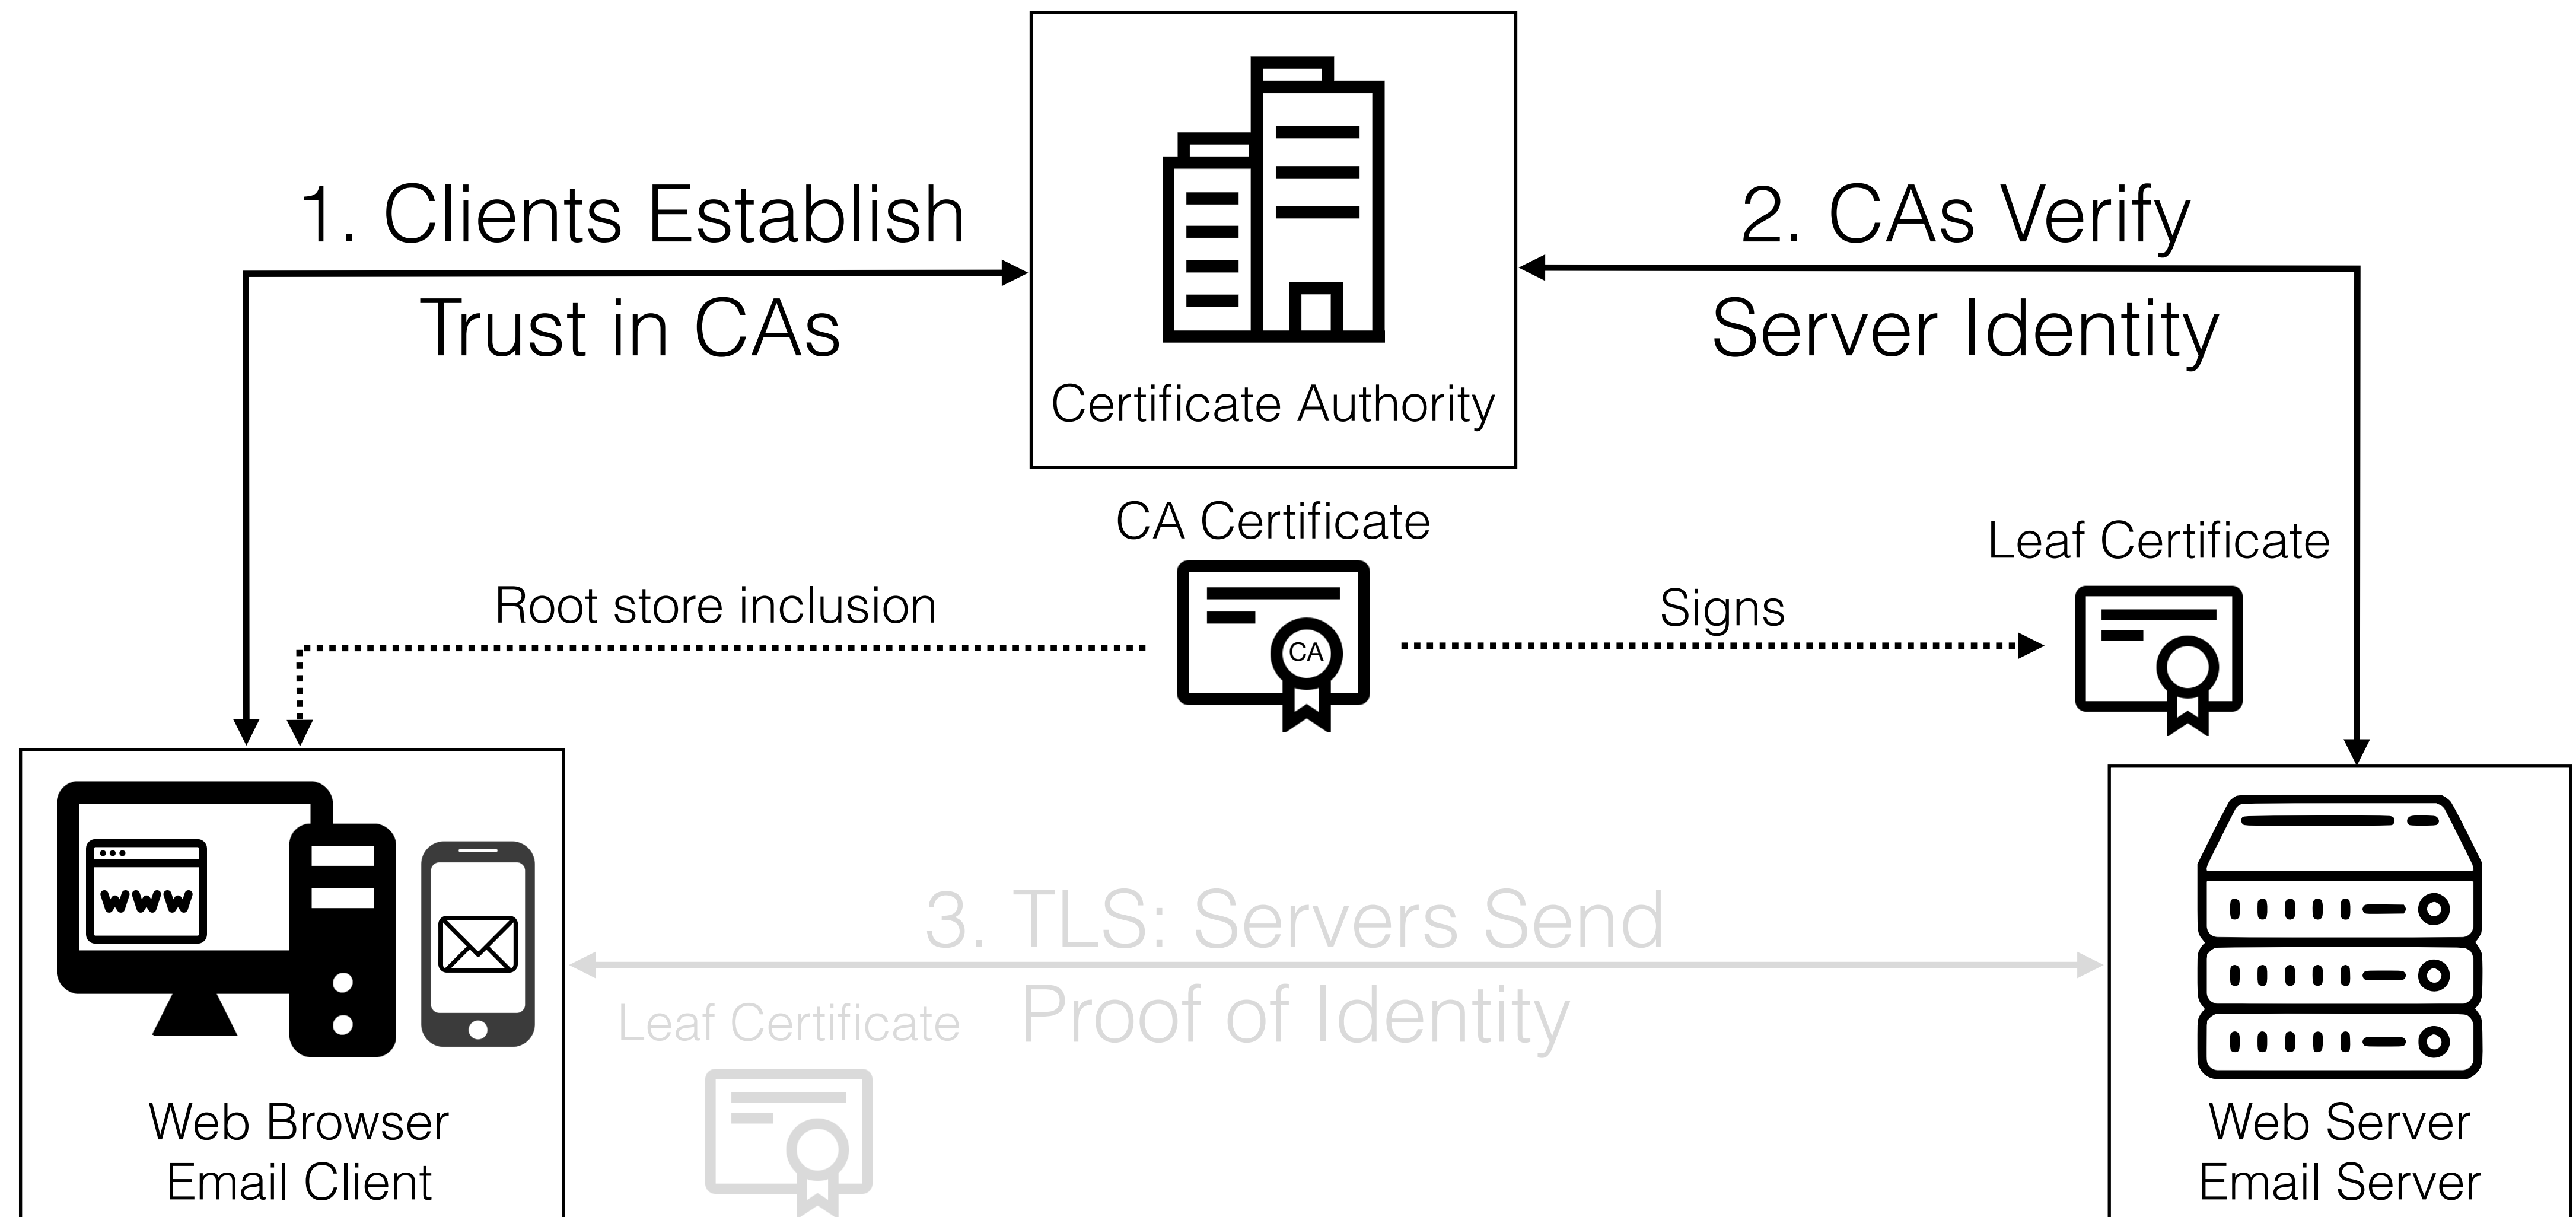 1. Clients Establish
Trust in CAs
2. CAs Verify
Server Identity
Certificate Authority
CA Certificate
Leaf Certificate
Root store inclusion
Signs
CA
www
3. TLS: Servers Send
Proof of Identity
Leaf Certificate
Web Browser
Email Client
Web Server
Email Server